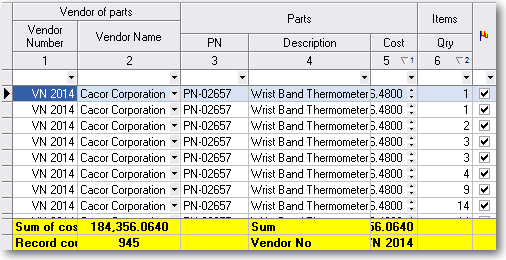 Vendor of parts Parts Items
Vendor Number Vendor Name PN Description Cost Qry
1 2 3 4 5 1 6 2
VN 2014 Cacor Corporation PN-02657 Wrist Band Thermometer 6.4800 1
VN 2014 Cacor Corporation PN-02657 Wrist Band Thermometer 6.4800 1
VN 2014 Cacor Corporation PN-02657 Wrist Band Thermometer 6.4800 2
VN 2014 Cacor Corporation PN-02657 Wrist Band Thermometer 6.4800 3
VN 2014 Cacor Corporation PN-02657 Wrist Band Thermometer 6.4800 3
VN 2014 Cacor Corporation PN-02657 Wrist Band Thermometer 6.4800 4
VN 2014 Cacor Corporation PN-02657 Wrist Band Thermometer 6.4800 9
VN 2014 Cacor Corporation PN-02657 Wrist Band Thermometer 6.4800 14
Sum of cos 184,356.0640 Sum 56.0640
Record cou 945 Vendor No VN 2014